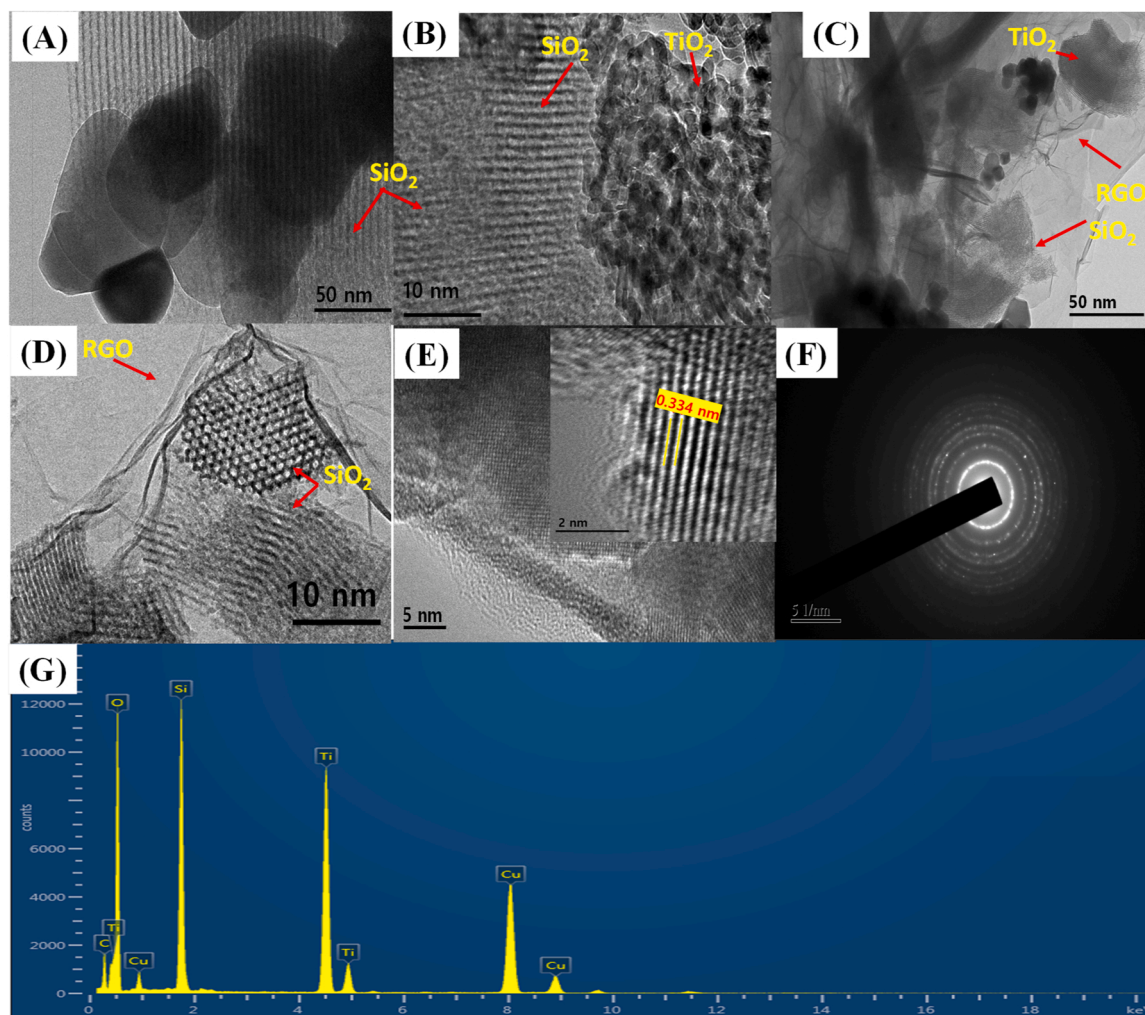 (A)
SiO2
50 nm
(B)
SiO2
TiO2
10 nm
(C)
TiO2
RGO
SiO2
50 nm
(D)
RGO
SiO2
10 nm
(E)
0.334 nm
2 nm
5 nm
(F)
5 1/nm
(G)
counts
12000
10000
8000
6000
4000
2000
0
C
Ti
O
Cu
Si
Ti
Ti
Cu
Cu
0 2 4 6 8 10 12 14 16 18 ke